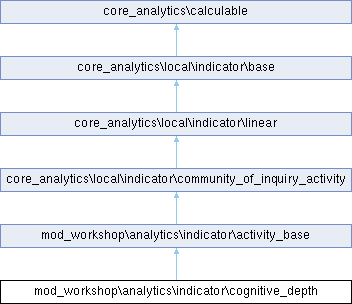 core_analytics\calculable
core_analytics\local\indicator\base
core_analytics\local\indicator\linear
core_analytics\local\indicator\community_of_inquiry_activity
mod_workshop\analytics\indicator\activity_base
mod_workshop\analytics\indicator\cognitive_depth